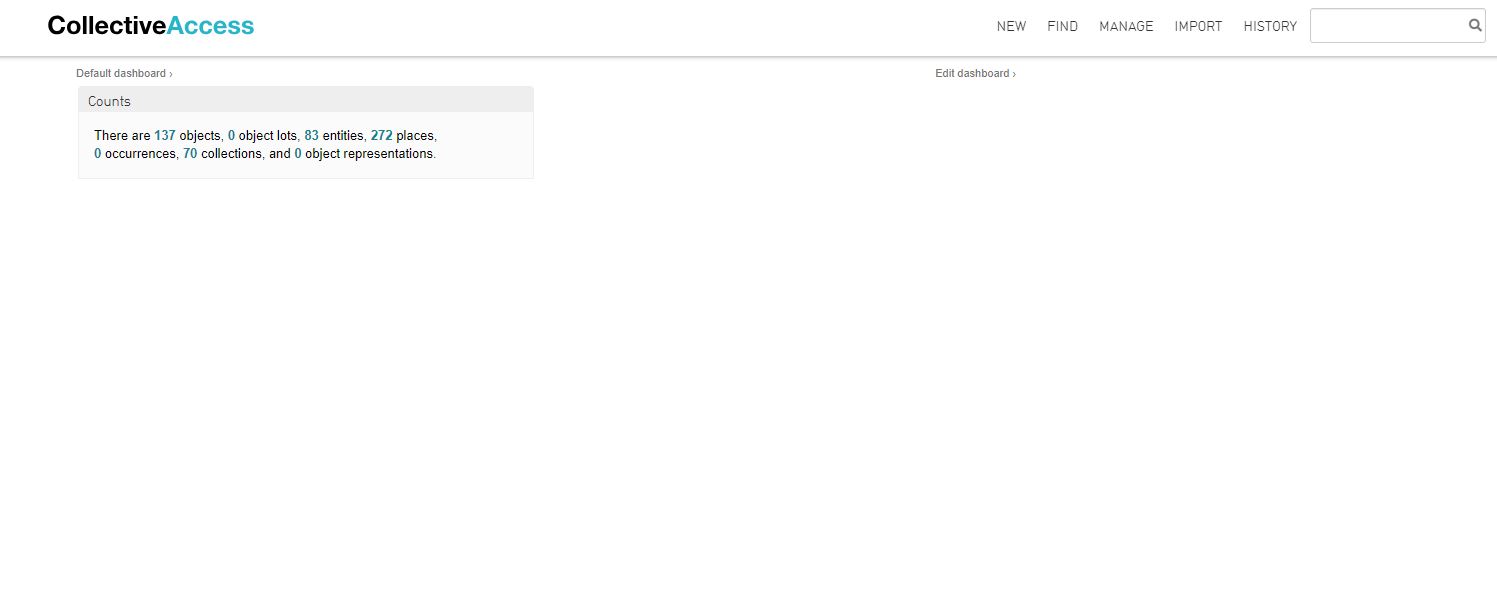 CollectiveAccess
NEW FIND MANAGE IMPORT HISTORY
Default dashboard ›
Edit dashboard ›
Counts
There are 137 objects, 0 object lots, 83 entities, 272 places,
0 occurrences, 70 collections, and 0 object representations.